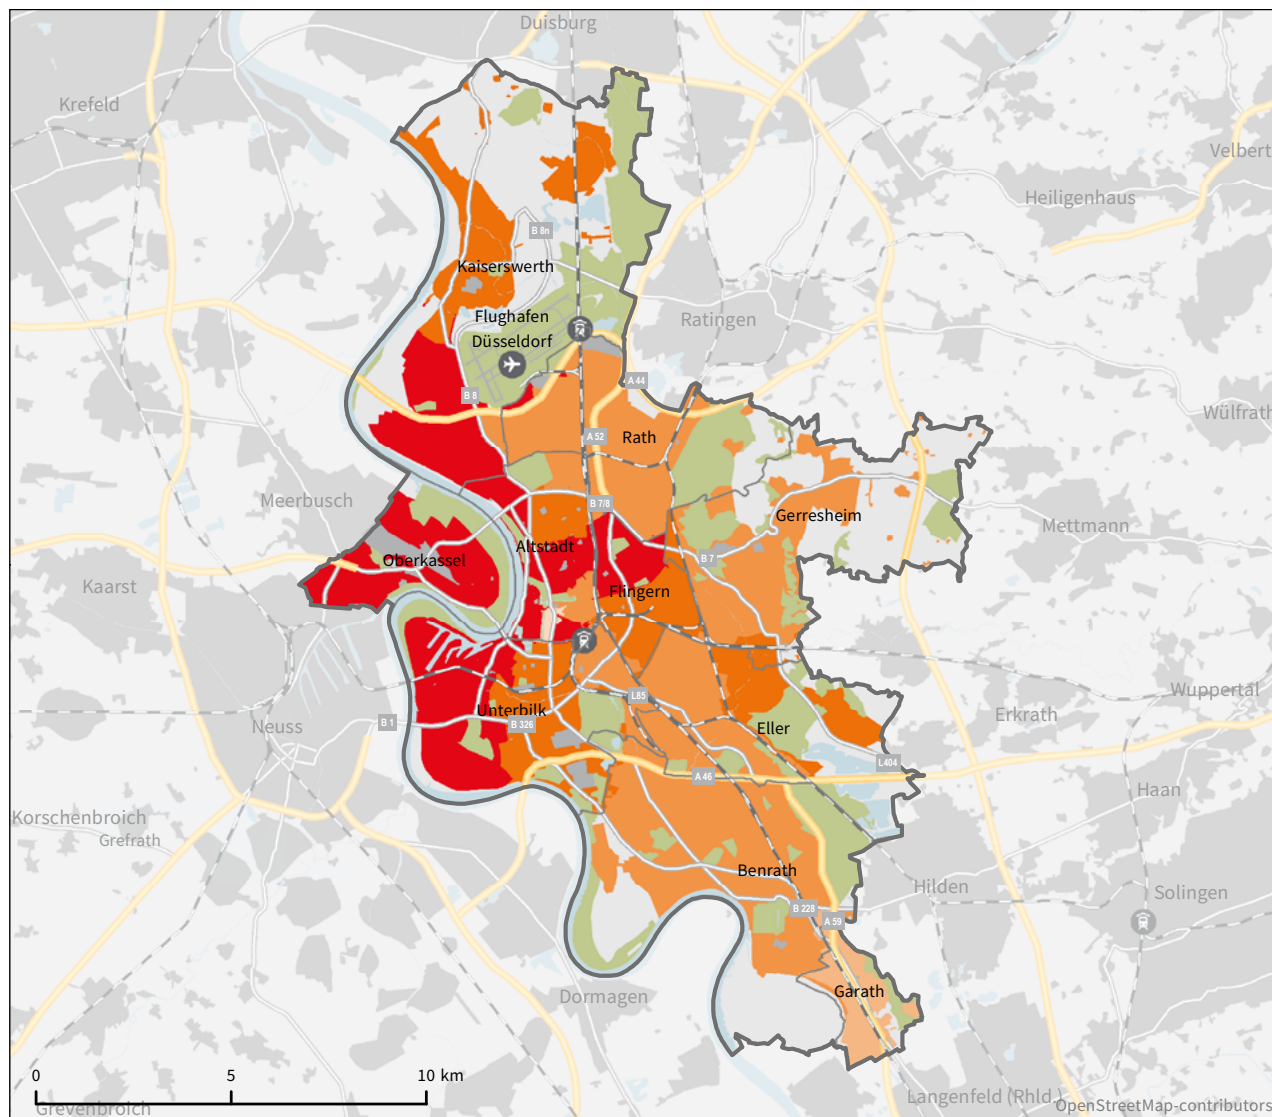 Duisburg
Krefeld
Velbert
Heiligenhaus
B 8n
Kaiserswerth
Flughafen
Düsseldorf
Ratingen
A 44
B 8
Wülfrath
A 52
Rath
Meerbusch
B 7/8
Gerresheim
Mettmann
Altstadt
Oberkassel
B 7
Kaarst
Flingern
Wuppertal
L85
Unterbilk
Erkrath
B 1
B 326
Neuss
Eller
L404
A 46
Haan
Korschenbroich
Grefrath
Benrath
Hilden
Solingen
B 228
A 59
Garath
Dormagen
0 5 10 km
Langenfeld (Rhld.)
OpenStreetMap-contributors
Grevenbroich